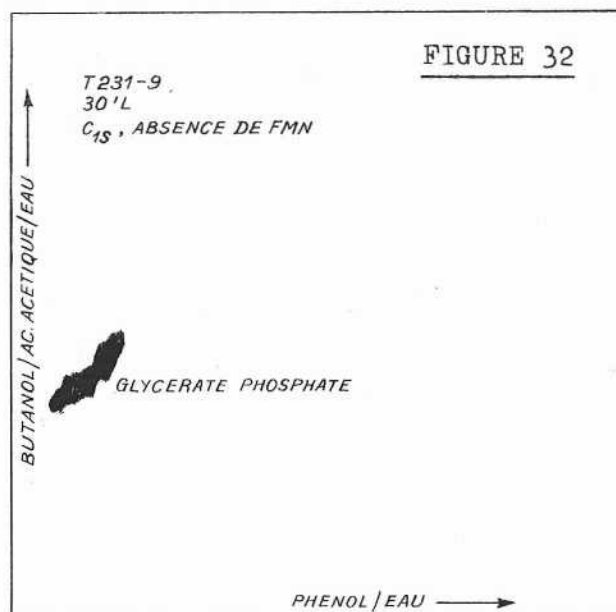 FIGURE 32
T231-9
30'L
C1S, ABSENCE DE FMN
BUTANOL/AC. ACETIQUE/EAU
GLYCERATE PHOSPHATE
PHENOL/EAU